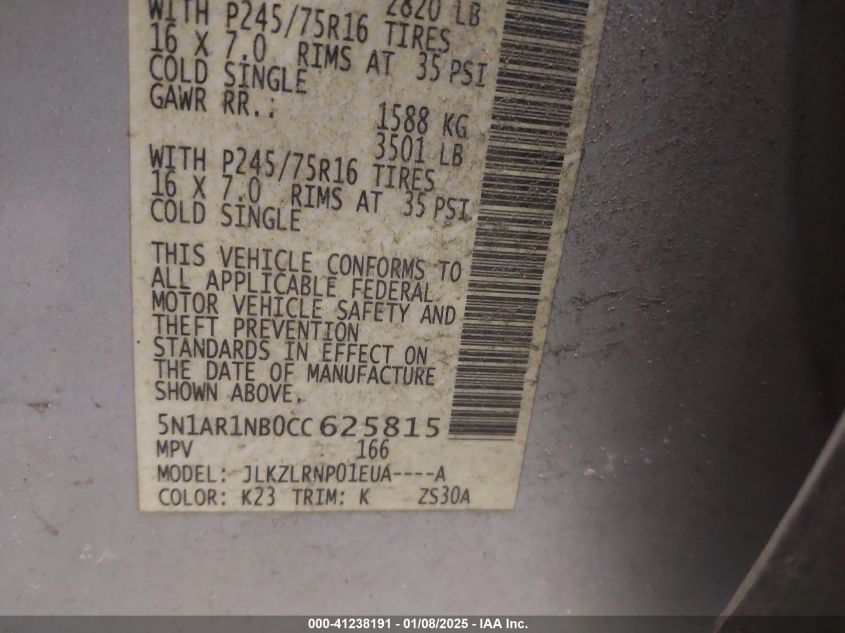 2820 LB
WITH P245/75R16 TIRES
16 X 7.0 RIMS AT 35 PSI
COLD SINGLE
GAWR RR.:
1588 KG
3501 LB
WITH P245/75R16 TIRES
16 X 7.0 RIMS AT 35 PSI
COLD SINGLE
THIS VEHICLE CONFORMS TO
ALL APPLICABLE FEDERAL
MOTOR VEHICLE SAFETY AND
THEFT PREVENTION
STANDARDS IN EFFECT ON
THE DATE OF MANUFACTURE
SHOWN ABOVE.
5N1AR1NB0CC 625815
MPV 166
MODEL: JLKZLRNP01EUA----A
COLOR: K23 TRIM: K ZS30A
000-41238191 - 01/08/2025 - IAA Inc.